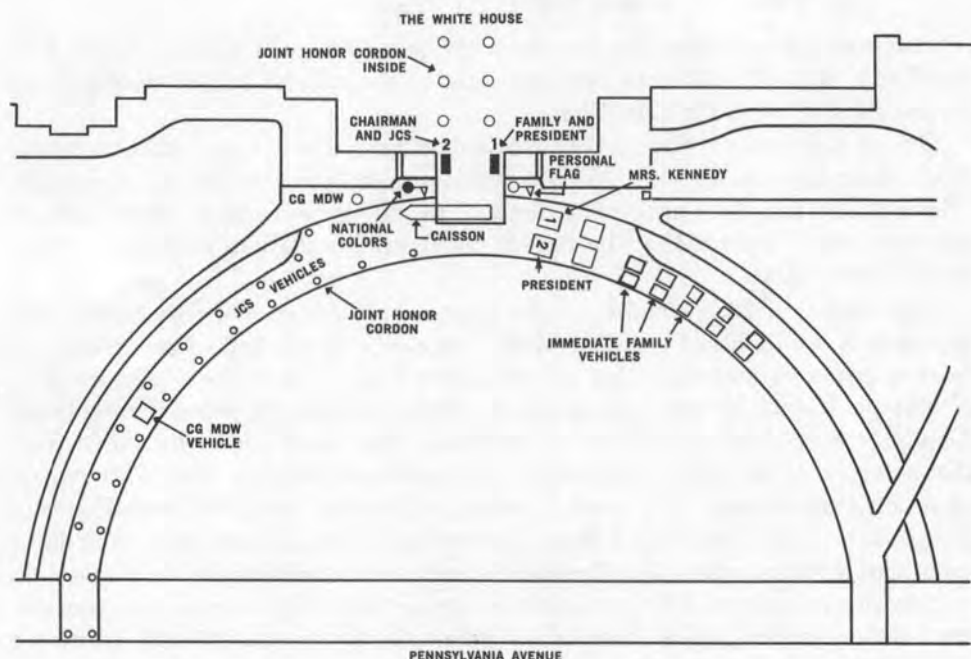 THE WHITE HOUSE
JOINT HONOR CORDON
INSIDE
CHAIRMAN
AND JCS
2
FAMILY AND
PRESIDENT
1
PERSONAL
FLAG
MRS. KENNEDY
CG MDW
NATIONAL
COLORS
CAISSON
1
2
PRESIDENT
JCS VEHICLES
JOINT HONOR
CORDON
IMMEDIATE FAMILY
VEHICLES
CG MDW
VEHICLE
PENNSYLVANIA AVENUE